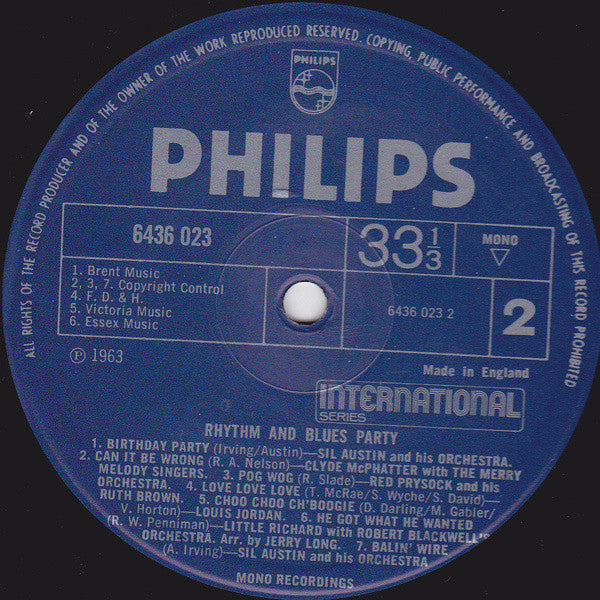 ALL RIGHTS OF THE RECORD PRODUCER AND OF THE OWNER OF THE WORK REPRODUCED RESERVED. COPYING, PUBLIC PERFORMANCE AND BROADCASTING OF THIS RECORD PROHIBITED
PHILIPS
PHILIPS
6436 023
33 1/3
MONO
1. Brent Music
2, 3, 7. Copyright Control
4. F. D. & H.
5. Victoria Music
6. Essex Music
6436 023 2
2
℗ 1963
Made in England
INTERNATIONAL
SERIES
RHYTHM AND BLUES PARTY
1. BIRTHDAY PARTY (Irving/Austin)—SIL AUSTIN and his ORCHESTRA.
2. CAN IT BE WRONG (R. A. Nelson)—CLYDE McPHATTER with THE MERRY
MELODY SINGERS. 3. POG WOG (R. Slade)—RED PRYSOCK and his
ORCHESTRA. 4. LOVE LOVE LOVE (T. McRae/S. Wyche/S. David)—
RUTH BROWN. 5. CHOO CHOO CH'BOOGIE (D. Darling/M. Gabler/
V. Horton)—LOUIS JORDAN. 6. HE GOT WHAT HE WANTED
(R. W. Penniman)—LITTLE RICHARD with ROBERT BLACKWELL'S
ORCHESTRA. Arr. by JERRY LONG. 7. BALIN' WIRE
(A. Irving)—SIL AUSTIN and his ORCHESTRA
MONO RECORDINGS